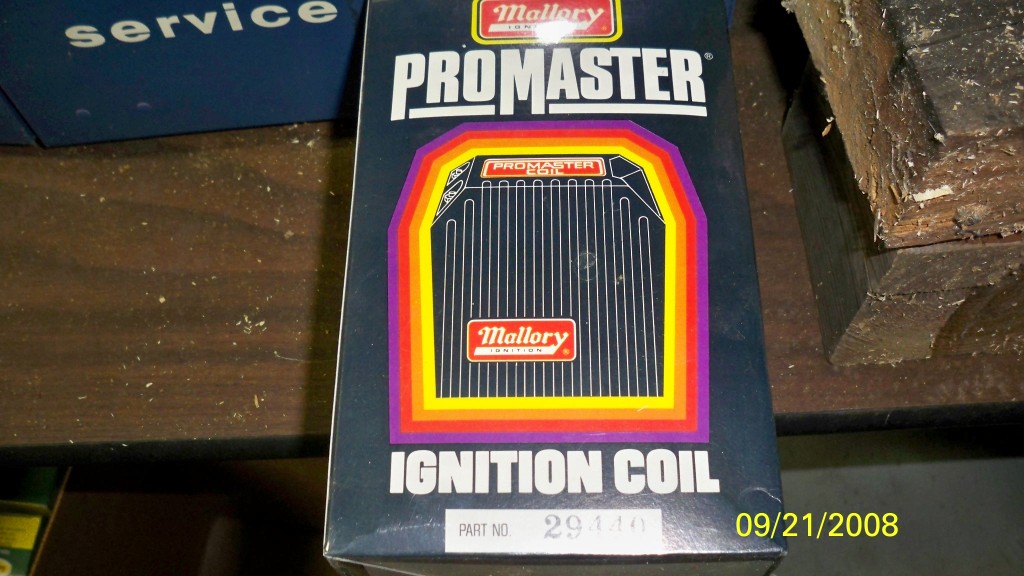 service
Mallory
PROMASTER®
PROMASTER
COIL
Mallory
IGNITION ®
IGNITION COIL
PART NO. 29440
09/21/2008